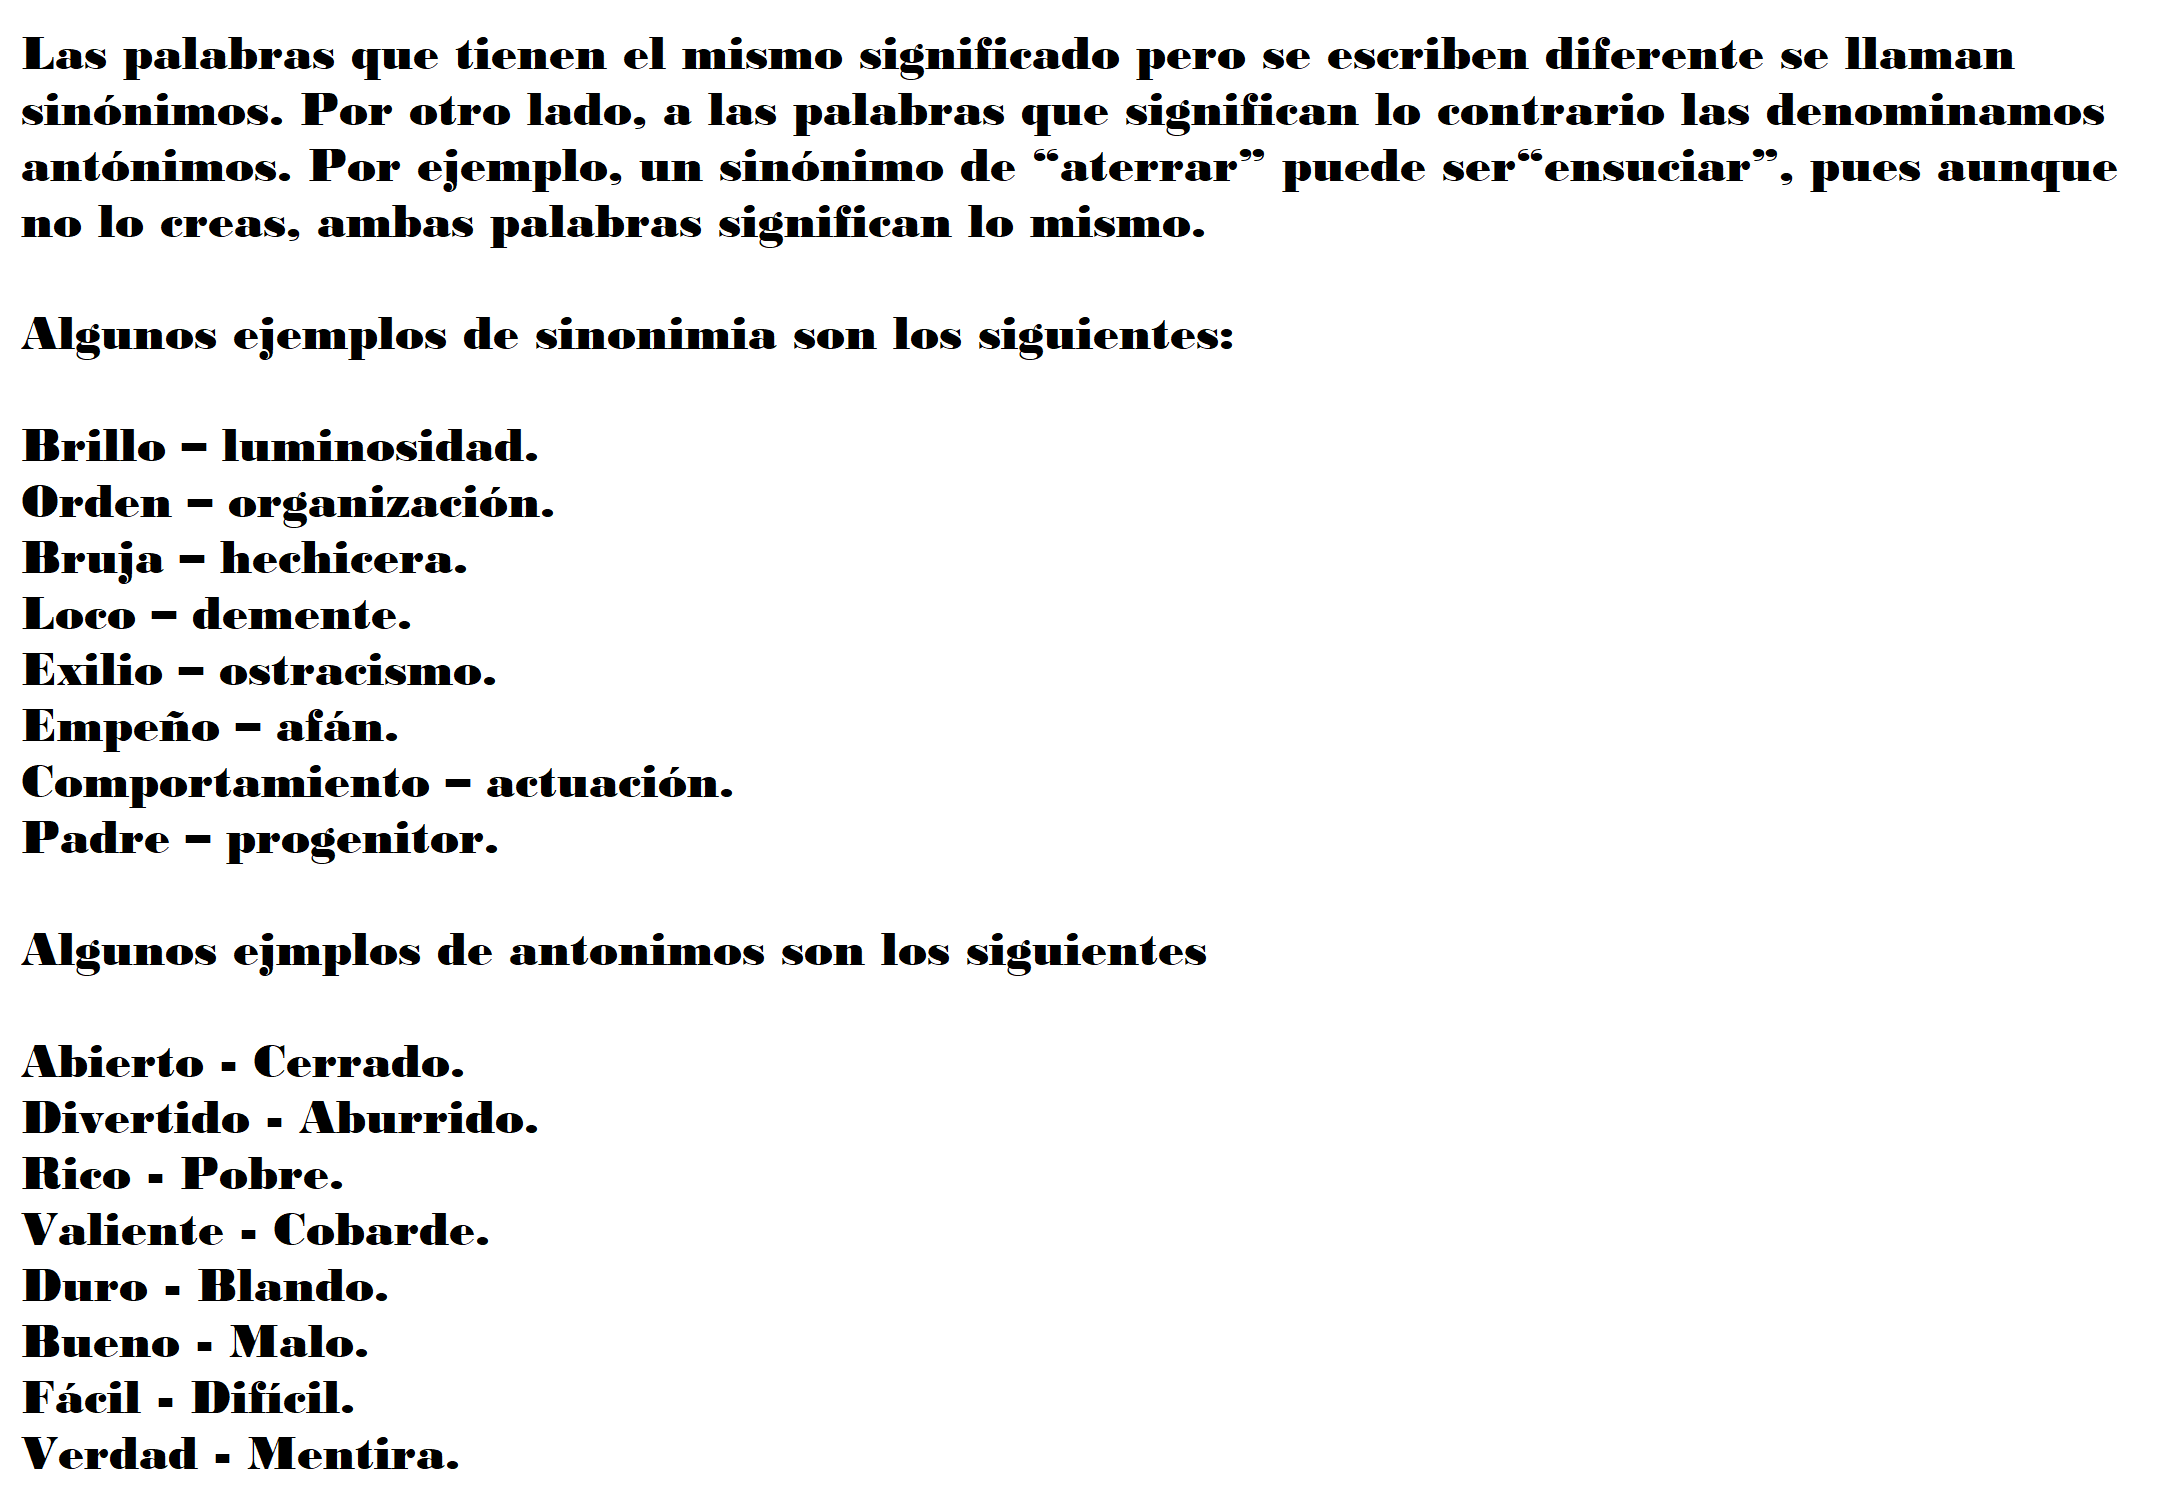 Las palabras que tienen el mismo significado pero se escriben diferente se llaman
sinónimos. Por otro lado, a las palabras que significan lo contrario las denominamos
antónimos. Por ejemplo, un sinónimo de “aterrar” puede ser“ensuciar”, pues aunque
no lo creas, ambas palabras significan lo mismo.
Algunos ejemplos de sinonimia son los siguientes:
Brillo – luminosidad.
Orden – organización.
Bruja – hechicera.
Loco – demente.
Exilio – ostracismo.
Empeño – afán.
Comportamiento – actuación.
Padre – progenitor.
Algunos ejmplos de antonimos son los siguientes
Abierto - Cerrado.
Divertido - Aburrido.
Rico - Pobre.
Valiente - Cobarde.
Duro - Blando.
Bueno - Malo.
Fácil - Difícil.
Verdad - Mentira.